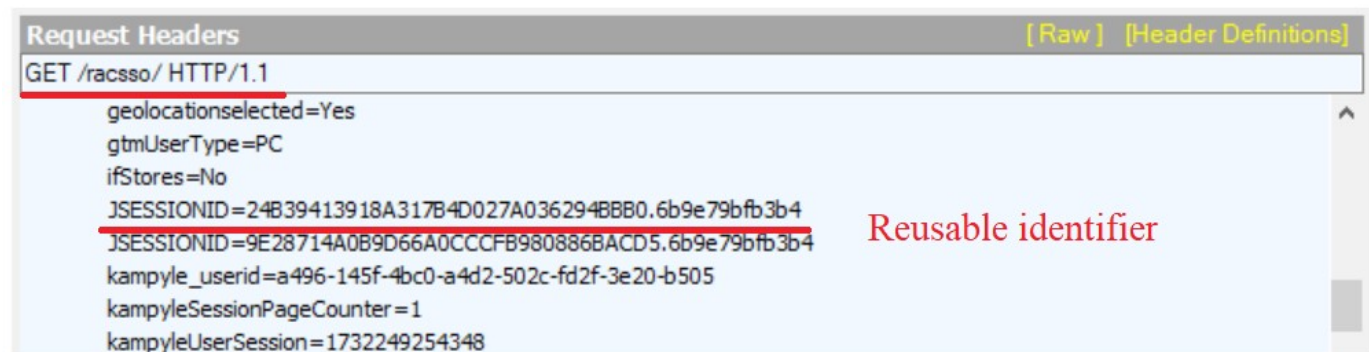 Request Headers [ Raw ] [Header Definitions]
GET /racsso/ HTTP/1.1
geolocationselected=Yes
gtmUserType=PC
ifStores=No
JSESSIONID=24B39413918A317B4D027A036294BBB0.6b9e79bfb3b4
Reusable identifier
JSESSIONID=9E28714A0B9D66A0CCCFB980886BACD5.6b9e79bfb3b4
kampyle_userid=a496-145f-4bc0-a4d2-502c-fd2f-3e20-b505
kampyleSessionPageCounter=1
kampyleUserSession=1732249254348